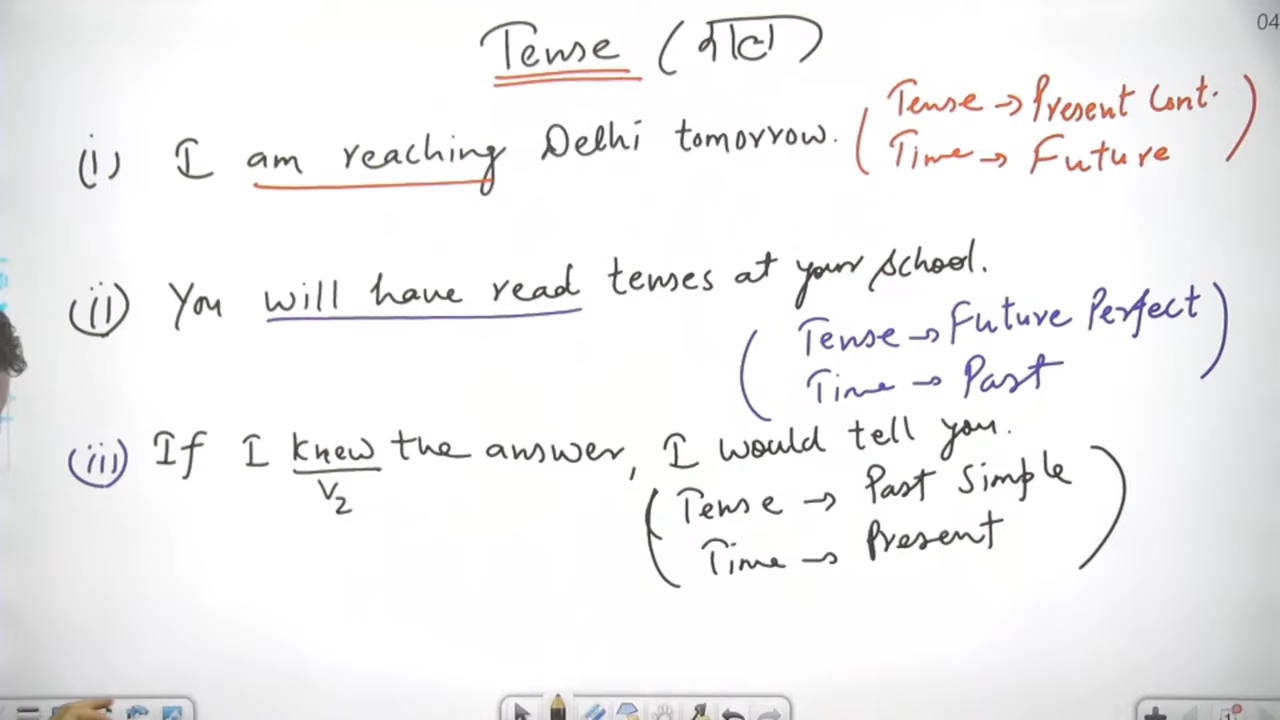 Tense (काल)
(i) I am reaching Delhi tomorrow. (Tense → Present Cont.
Time → Future)
(ii) You will have read tenses at your school.
(Tense → Future Perfect
Time → Past)
(iii) If I knew the answer, I would tell you.
V2
(Tense → Past Simple
Time → Present)
04